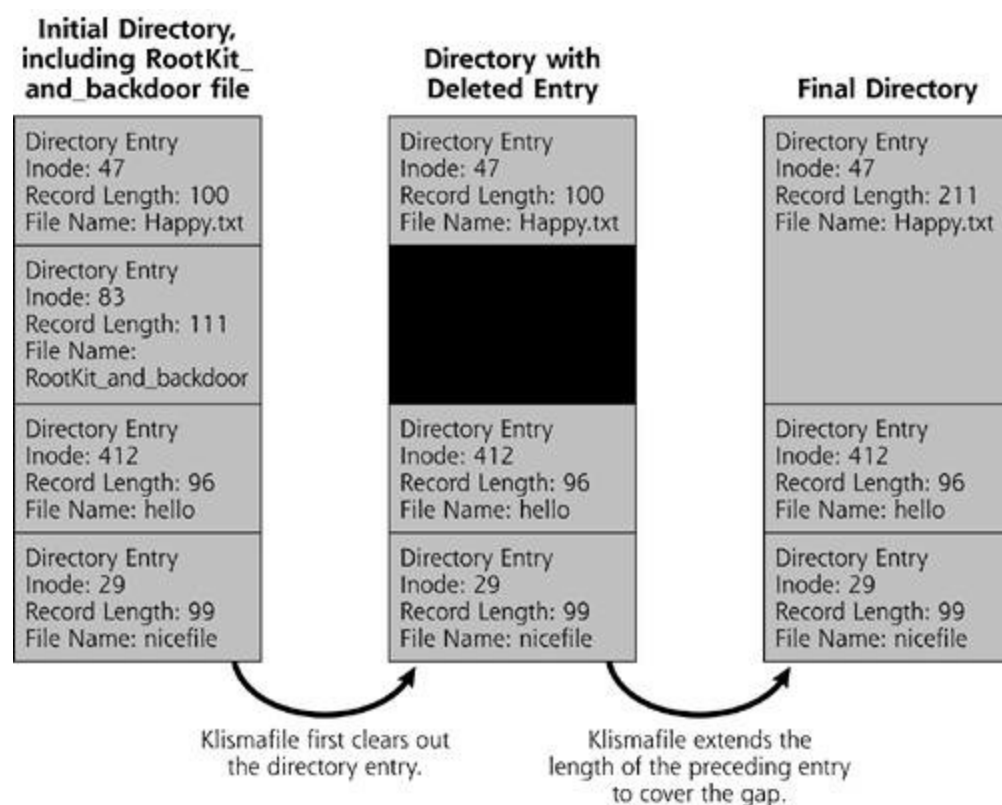 Initial Directory,
including RootKit_
and_backdoor file
Directory Entry
Inode: 47
Record Length: 100
File Name: Happy.txt
Directory Entry
Inode: 83
Record Length: 111
File Name:
RootKit_and_backdoor
Directory Entry
Inode: 412
Record Length: 96
File Name: hello
Directory Entry
Inode: 29
Record Length: 99
File Name: nicefile
Directory with
Deleted Entry
Directory Entry
Inode: 47
Record Length: 100
File Name: Happy.txt
Directory Entry
Inode: 412
Record Length: 96
File Name: hello
Directory Entry
Inode: 29
Record Length: 99
File Name: nicefile
Final Directory
Directory Entry
Inode: 47
Record Length: 211
File Name: Happy.txt
Directory Entry
Inode: 412
Record Length: 96
File Name: hello
Directory Entry
Inode: 29
Record Length: 99
File Name: nicefile
Klismafile first clears out
the directory entry.
Klismafile extends the
length of the preceding entry
to cover the gap.